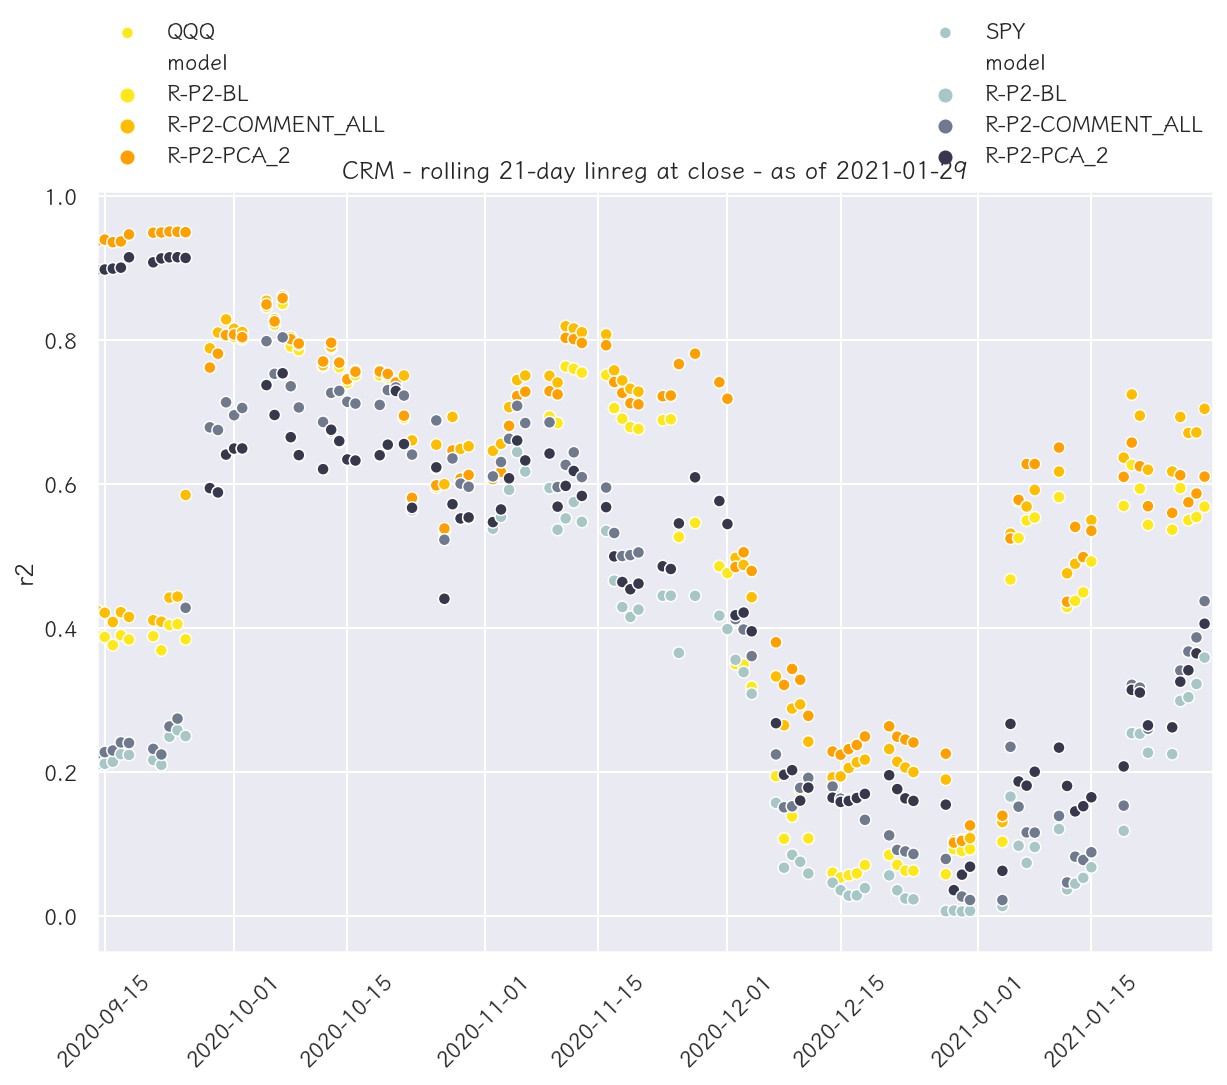 QQQ
model
R-P2-BL
R-P2-COMMENT_ALL
R-P2-PCA_2
SPY
model
R-P2-BL
R-P2-COMMENT_ALL
R-P2-PCA_2
CRM - rolling 21-day linreg at close - as of 2021-01-29
1.0
0.8
0.6
0.4
0.2
0.0
r2
2020-09-15
2020-10-01
2020-10-15
2020-11-01
2020-11-15
2020-12-01
2020-12-15
2021-01-01
2021-01-15